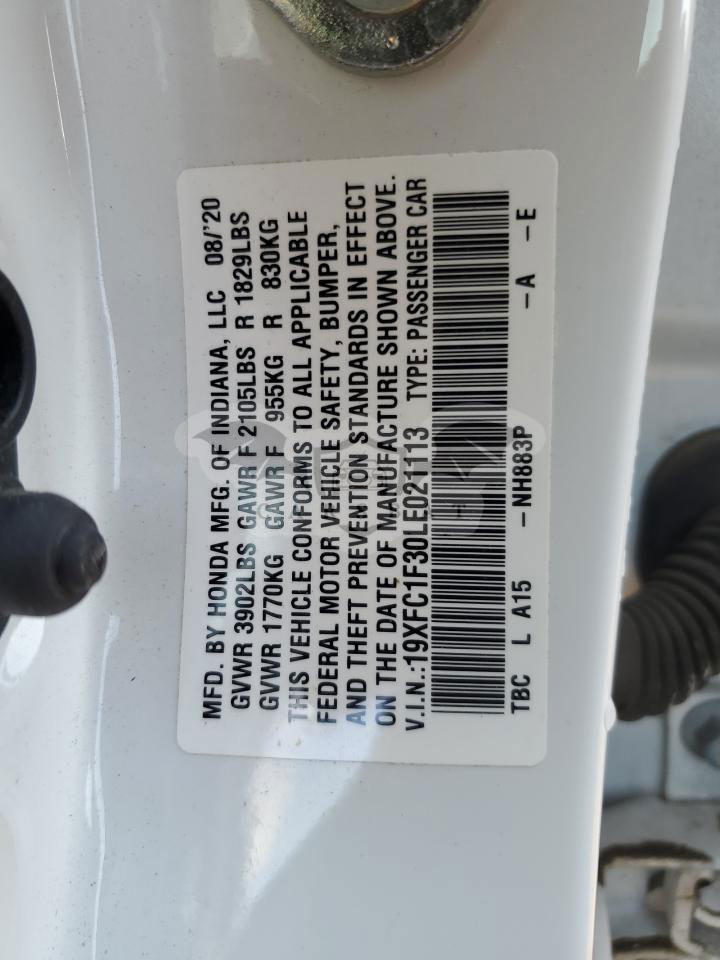 MFD. BY HONDA MFG. OF INDIANA, LLC 08/'20
GVWR 3902LBS GAWR F 2105LBS R 1829LBS
GVWR 1770KG GAWR F 955KG R 830KG
THIS VEHICLE CONFORMS TO ALL APPLICABLE
FEDERAL MOTOR VEHICLE SAFETY, BUMPER,
AND THEFT PREVENTION STANDARDS IN EFFECT
ON THE DATE OF MANUFACTURE SHOWN ABOVE.
V.I.N.:19XFC1F30LE021113 TYPE: PASSENGER CAR
TBC L A15 -NH883P -A -E